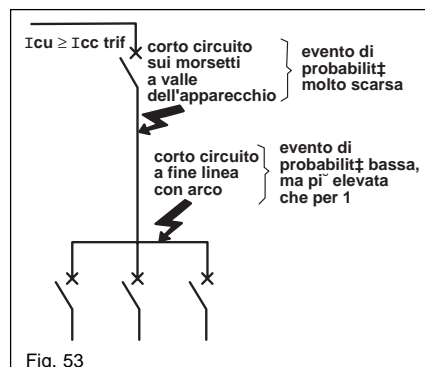 Icu ≥ Icc trif
corto circuito
sui morsetti
a valle
dell'apparecchio
evento di
probabilit‡
molto scarsa
corto circuito
a fine linea
con arco
evento di
probabilit‡ bassa,
ma pi˘ elevata
che per 1
Fig. 53